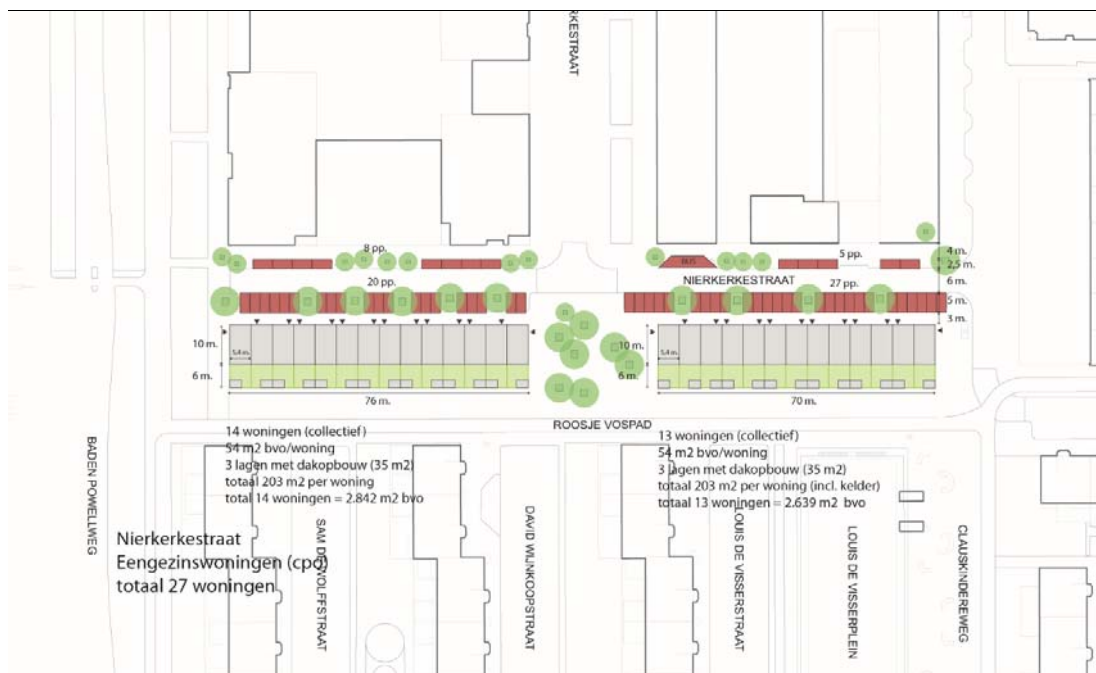 RKESTRAAT
8 pp.
BUS
5 pp.
4 m.
2,5 m.
NIERKERKESTRAAT
6 m.
20 pp.
27 pp.
5 m.
3 m.
10 m.
5,4 m.
6 m.
76 m.
10 m.
5,4 m.
6 m.
70 m.
ROOSJE VOSPAD
14 woningen (collectief)
54 m2 bvo/woning
3 lagen met dakopbouw (35 m2)
totaal 203 m2 per woning
total 14 woningen = 2.842 m2 bvo
13 woningen (collectief)
54 m2 bvo/woning
3 lagen met dakopbouw (35 m2)
totaal 203 m2 per woning (incl. kelder)
totaal 13 woningen = 2.639 m2 bvo
BADEN POWELLWEG
Nierkerkestraat
Eengezinswoningen (cpo)
totaal 27 woningen
SAM DE WOLFFSTRAAT
DAVID WIJNKOOPSTRAAT
LOUIS DE VISSERSTRAAT
LOUIS DE VISSERPLEIN
CLAUSKINDEREWEG